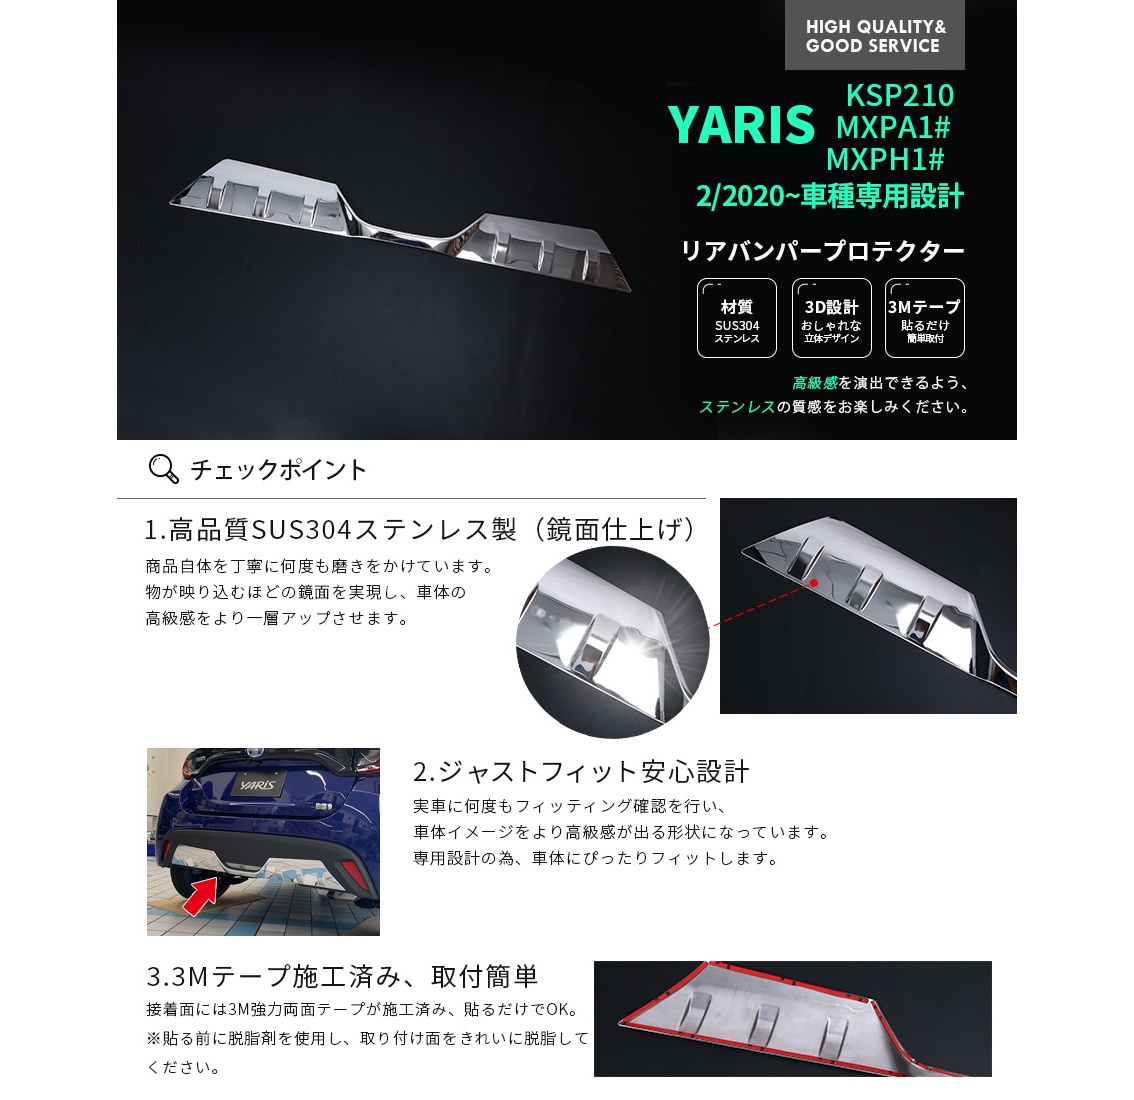 HIGH QUALITY&
GOOD SERVICE
YARIS
KSP210
MXPA1#
MXPH1#
2/2020~車種専用設計
リアバンパープロテクター
材質
SUS304
ステンレス
3D設計
おしゃれな
立体デザイン
3Mテープ
貼るだけ
簡単取付
高級感を演出できるよう、
ステンレスの質感をお楽しみください。
チェックポイント
1.高品質SUS304ステンレス製（鏡面仕上げ）
商品自体を丁寧に何度も磨きをかけています。
物が映り込むほどの鏡面を実現し、車体の
高級感をより一層アップさせます。
YARIS
2.ジャストフィット安心設計
実車に何度もフィッティング確認を行い、
車体イメージをより高級感が出る形状になっています。
専用設計の為、車体にぴったりフィットします。
3.3Mテープ施工済み、取付簡単
接着面には3M強力両面テープが施工済み、貼るだけでOK。
※貼る前に脱脂剤を使用し、取り付け面をきれいに脱脂して
ください。